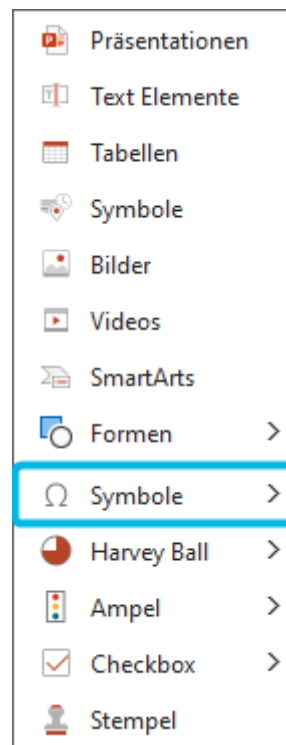 Präsentationen
Text Elemente
Tabellen
Symbole
Bilder
Videos
SmartArts
Formen
Ω Symbole
Harvey Ball
Ampel
Checkbox
Stempel